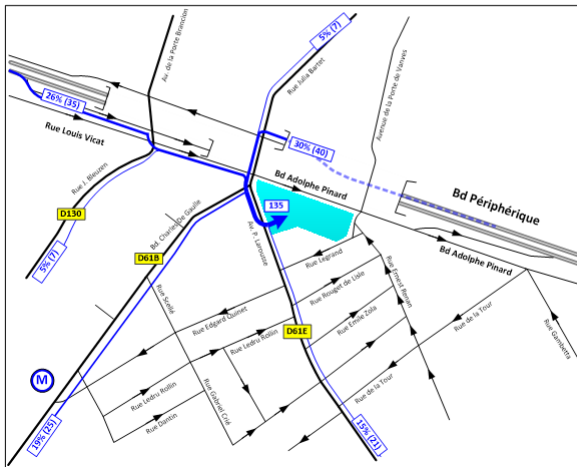 Av. de la Porte Brancion
5% (7)
Rue Julia Bartet
Avenue de la Porte de Vanves
26% (35)
Rue Louis Vicat
30% (40)
Bd Adolphe Pinard
Bd Périphérique
Rue J. Bleuzen
D130
135
Bd. Charles De Gaulle
D61B
Av. P. Larousse
Bd Adolphe Pinard
5% (7)
Rue Legrand
Rue Scellé
Rue Rouget de Lisle
Rue Ernest Renan
Rue Edgard Quinet
Rue Emile Zola
D61E
Rue Ledru Rollin
Rue de la Tour
Rue Gambetta
M
Rue Ledru Rollin
Rue Gabriel Crié
Rue de la Tour
Rue Dantin
19% (25)
15% (21)